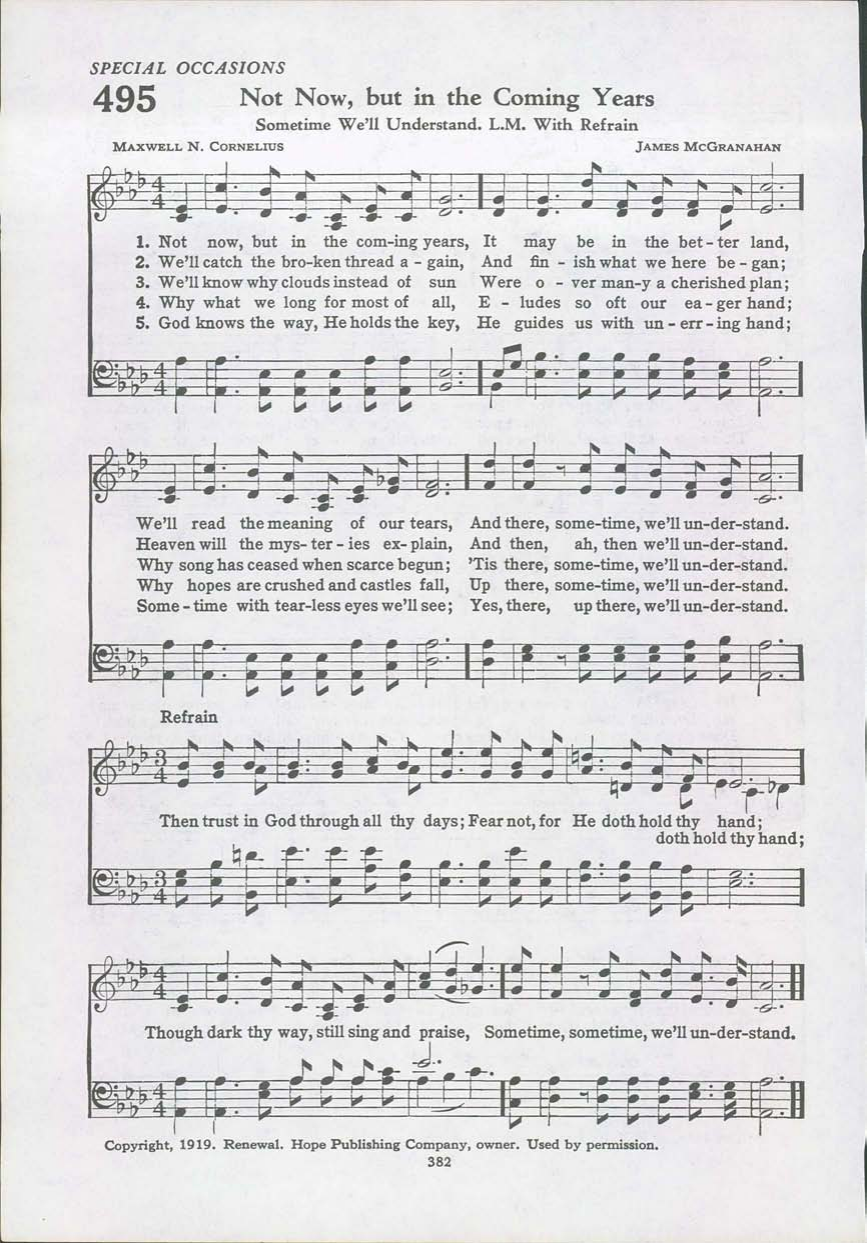 SPECIAL OCCASIONS
495 Not Now, but in the Coming Years
Sometime We'll Understand. L.M. With Refrain
MAXWELL N. CORNELIUS JAMES MCGRANAHAN
1. Not now, but in the com-ing years, It may be in the bet-ter land,
2. We'll catch the bro-ken thread a-gain, And fin-ish what we here be-gan;
3. We'll know why clouds instead of sun Were o-ver man-y a cherished plan;
4. Why what we long for most of all, E-ludes so oft our ea-ger hand;
5. God knows the way, He holds the key, He guides us with un-err-ing hand;
We'll read the meaning of our tears, And there, some-time, we'll un-der-stand.
Heaven will the mys-ter-ies ex-plain, And then, ah, then we'll un-der-stand.
Why song has ceased when scarce begun; 'Tis there, some-time, we'll un-der-stand.
Why hopes are crushed and castles fall, Up there, some-time, we'll un-der-stand.
Some-time with tear-less eyes we'll see; Yes, there, up there, we'll un-der-stand.
Refrain
Then trust in God through all thy days; Fear not, for He doth hold thy hand;
doth hold thy hand;
Though dark thy way, still sing and praise, Sometime, sometime, we'll un-der-stand.
Copyright, 1919. Renewal. Hope Publishing Company, owner. Used by permission.
382